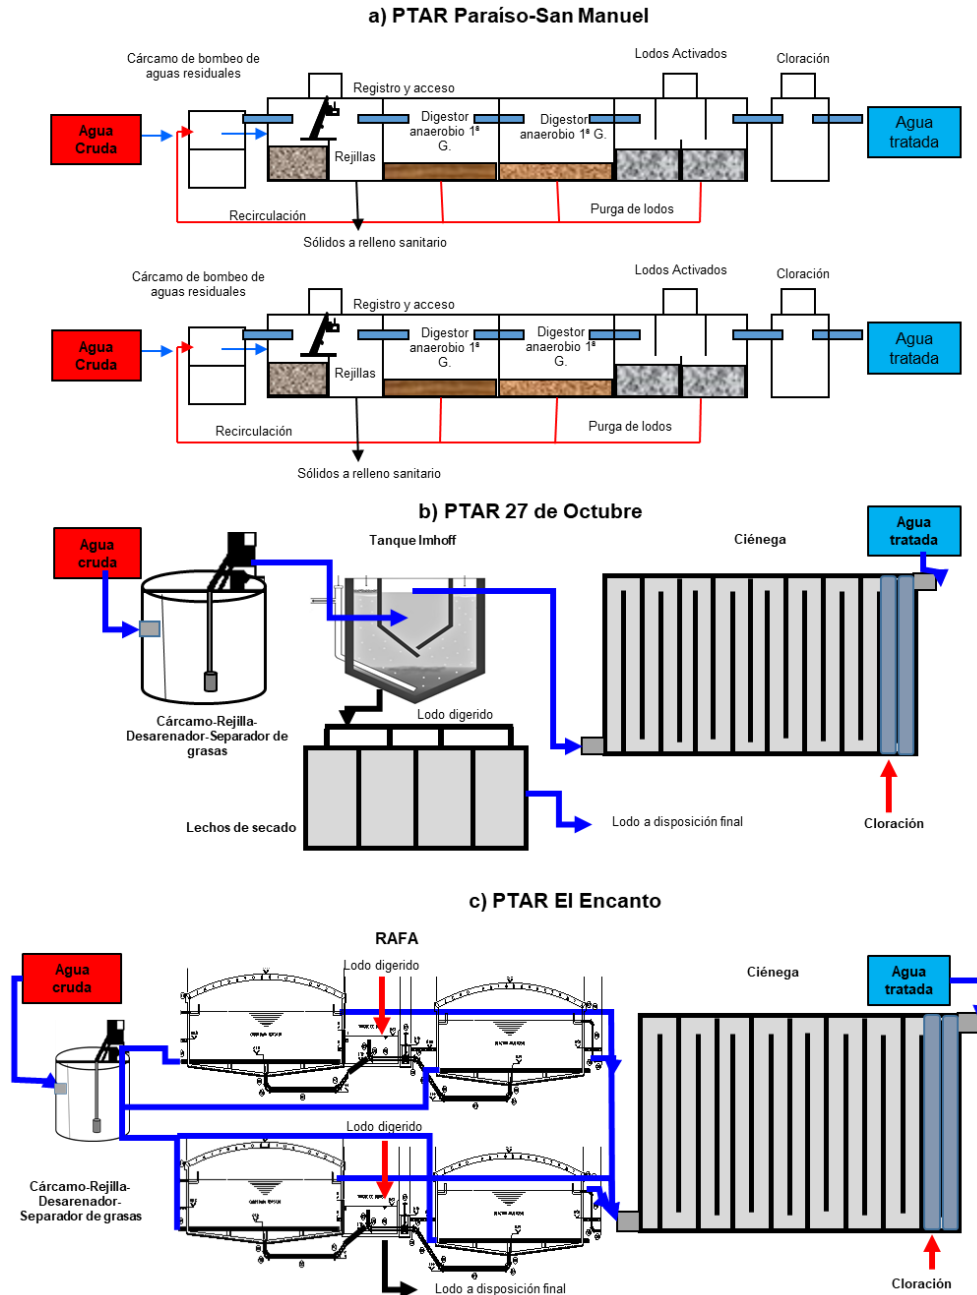 a) PTAR Paraíso-San Manuel
Cárcamo de bombeo de
aguas residuales
Lodos Activados
Cloración
Registro y acceso
Agua
Cruda
Digestor
anaerobio 1ª
G.
Digestor
anaerobio 1ª G.
Rejillas
Agua
tratada
Recirculación
Purga de lodos
Sólidos a relleno sanitario
Cárcamo de bombeo de
aguas residuales
Lodos Activados
Cloración
Registro y acceso
Agua
Cruda
Digestor
anaerobio 1ª
G.
Digestor
anaerobio 1ª
G.
Rejillas
Agua
tratada
Recirculación
Purga de lodos
Sólidos a relleno sanitario
b) PTAR 27 de Octubre
Agua
cruda
Tanque Imhoff
Ciénega
Agua
tratada
Cárcamo-Rejilla-
Desarenador-Separador de
grasas
Lodo digerido
Lechos de secado
Lodo a disposición final
Cloración
c) PTAR El Encanto
RAFA
Agua
cruda
Lodo digerido
Ciénega
Agua
tratada
Lodo digerido
Cárcamo-Rejilla-
Desarenador-
Separador de grasas
Lodo a disposición final
Cloración